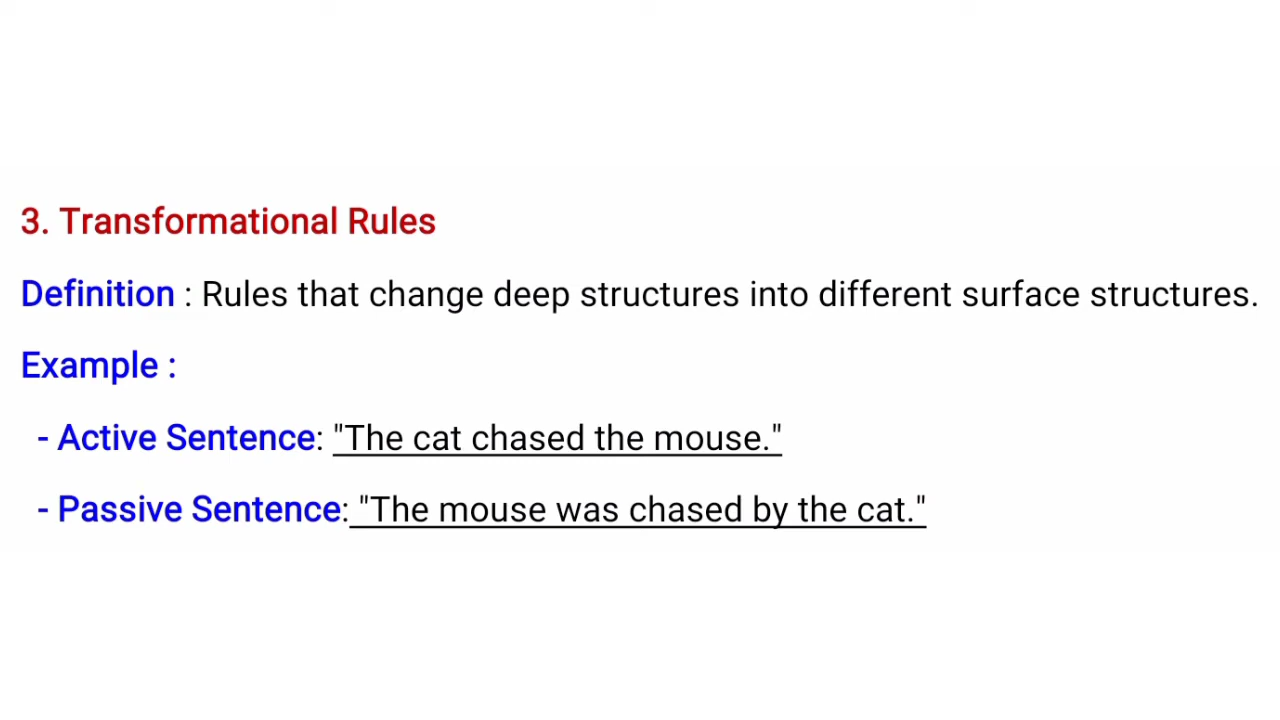 3. Transformational Rules
Definition : Rules that change deep structures into different surface structures.
Example :
- Active Sentence: "The cat chased the mouse."
- Passive Sentence: "The mouse was chased by the cat."